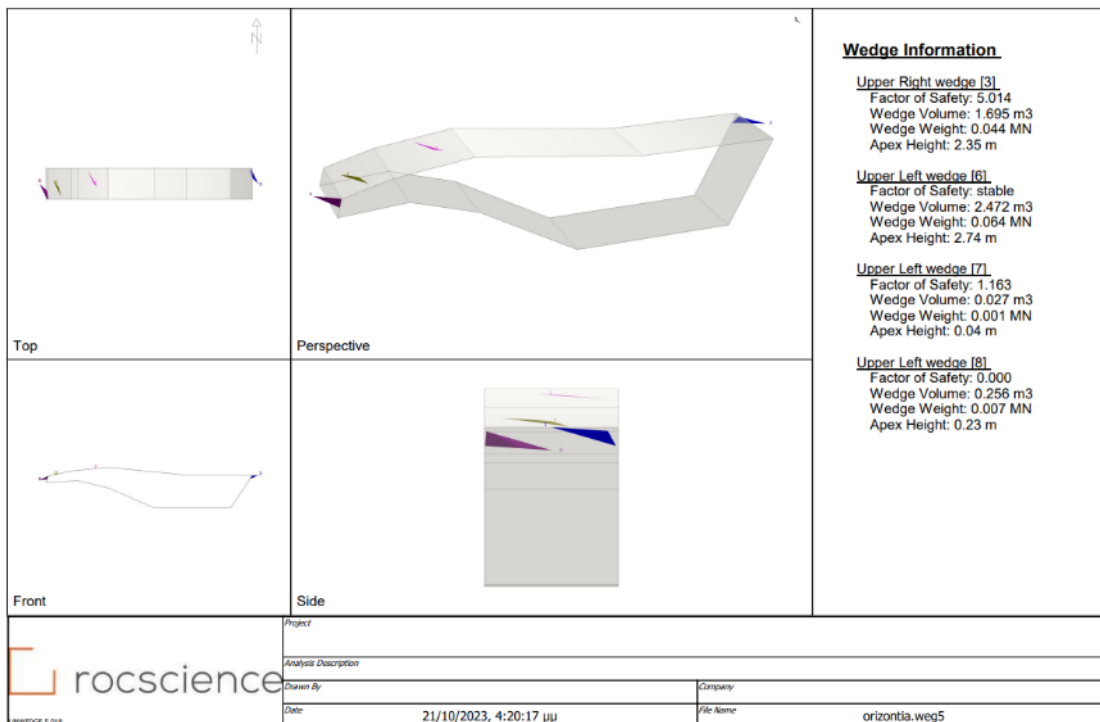 N
Top
Perspective
Front
Side
Wedge Information
Upper Right wedge [3]
Factor of Safety: 5.014
Wedge Volume: 1.695 m3
Wedge Weight: 0.044 MN
Apex Height: 2.35 m
Upper Left wedge [6]
Factor of Safety: stable
Wedge Volume: 2.472 m3
Wedge Weight: 0.064 MN
Apex Height: 2.74 m
Upper Left wedge [7]
Factor of Safety: 1.163
Wedge Volume: 0.027 m3
Wedge Weight: 0.001 MN
Apex Height: 0.04 m
Upper Left wedge [8]
Factor of Safety: 0.000
Wedge Volume: 0.256 m3
Wedge Weight: 0.007 MN
Apex Height: 0.23 m
rocscience
Project
Analysis Description
Drawn By
Company
Date
21/10/2023, 4:20:17 μμ
File Name
orizontia.weg5